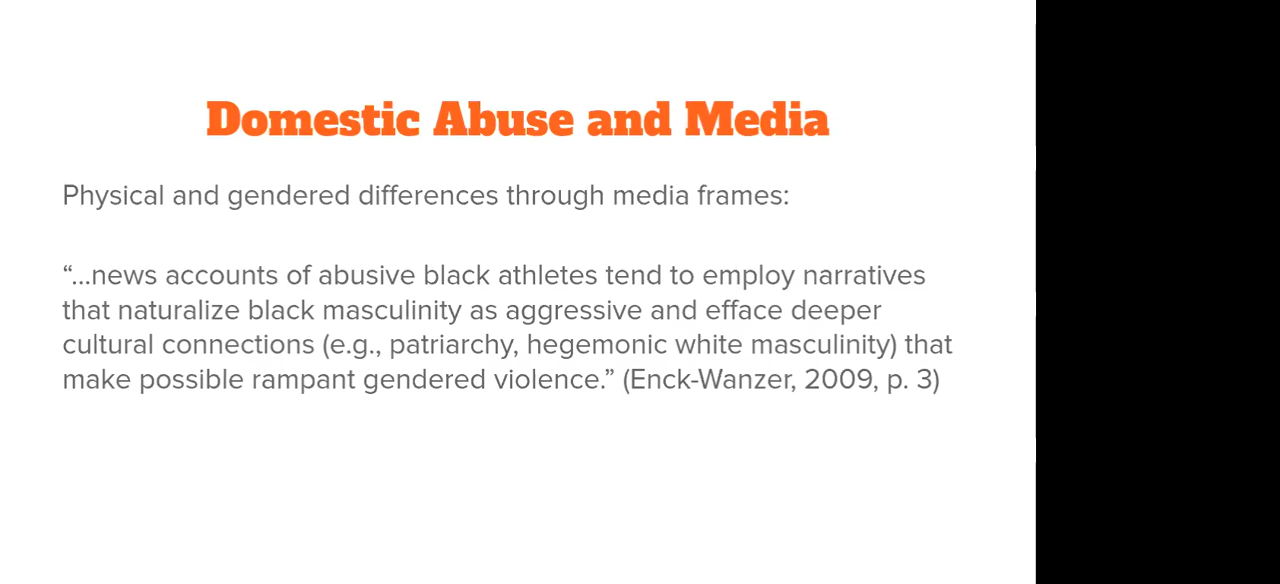 Domestic Abuse and Media
Physical and gendered differences through media frames:
“...news accounts of abusive black athletes tend to employ narratives
that naturalize black masculinity as aggressive and efface deeper
cultural connections (e.g., patriarchy, hegemonic white masculinity) that
make possible rampant gendered violence.” (Enck-Wanzer, 2009, p. 3)